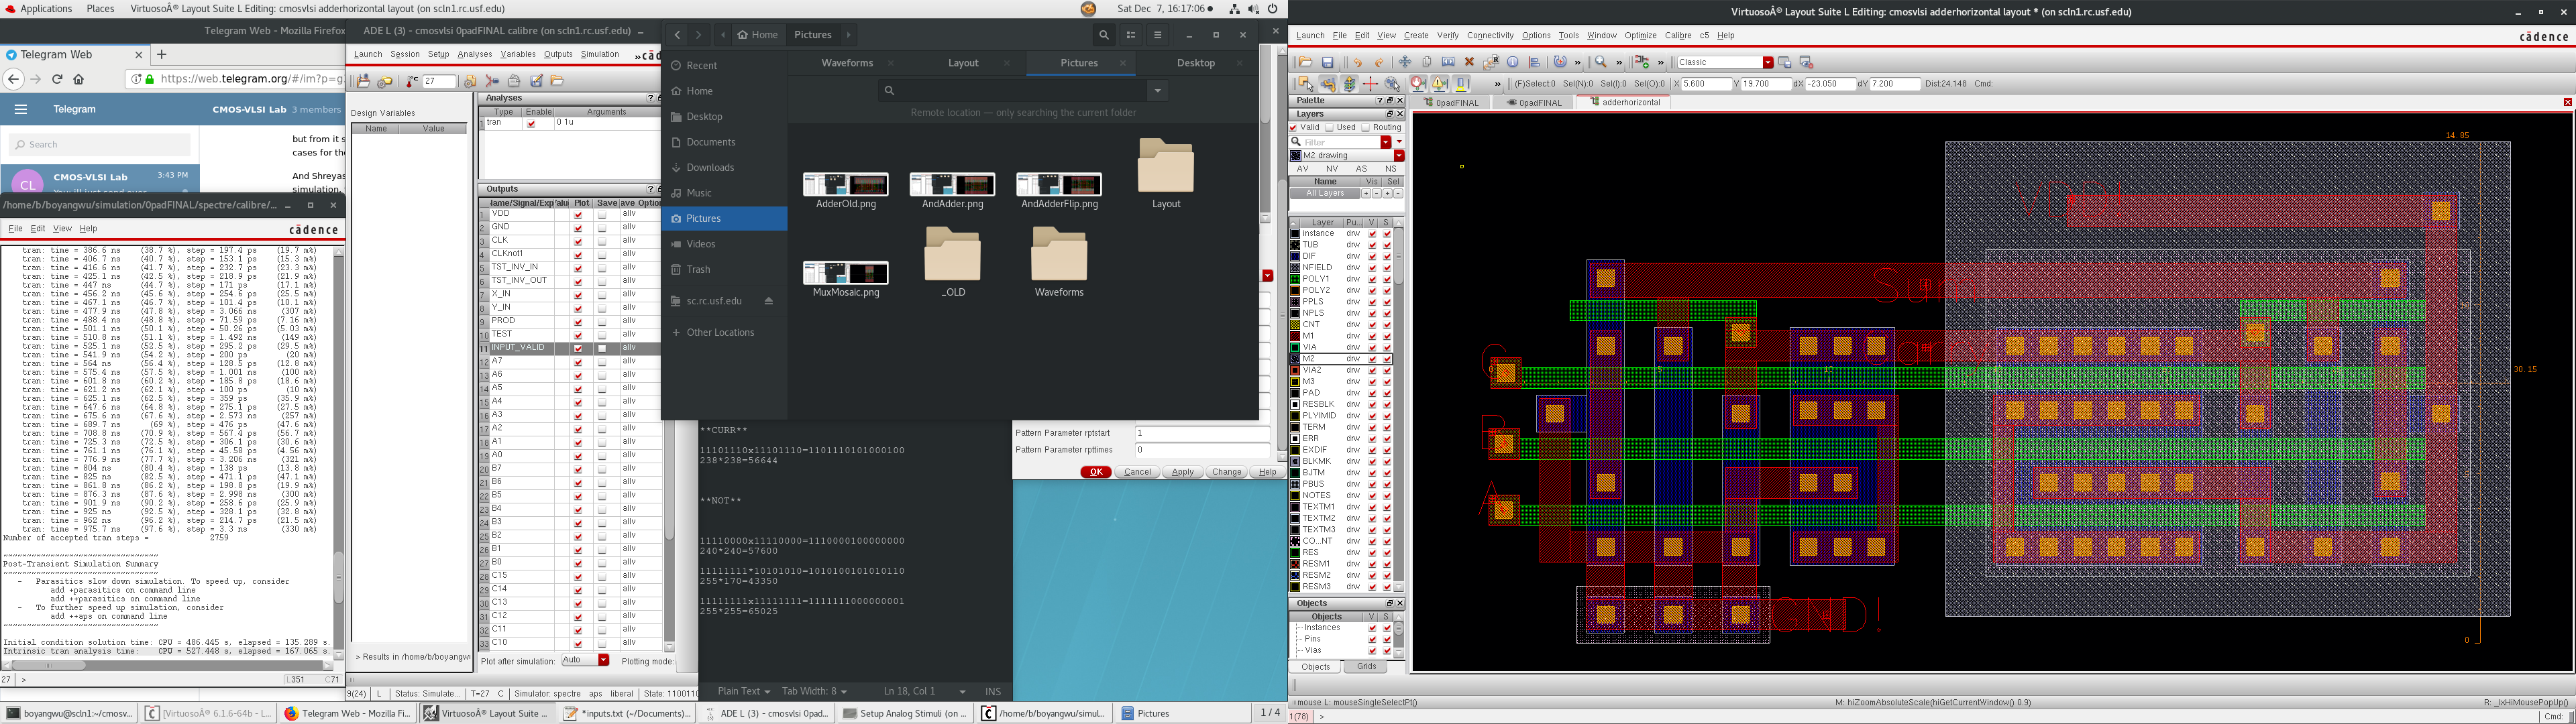 Applications Places VirtuosoÂ® Layout Suite L Editing: cmosvlsi adderhorizontal layout (on scln1.rc.usf.edu) Sat Dec 7, 16:17:06
Telegram Web - Mozilla Firefox
Telegram Web
https://web.telegram.org/#/im?p=g
Telegram CMOS-VLSI Lab 3 members
Search
CL CMOS-VLSI Lab 3:43 PM
but from it s
cases for the
And Shreyas
simulation,
/home/b/boyangwu/simulation/0padFINAL/spectre/calibre/...
File Edit View Help cādence
tran: time = 386.6 ns (38.7 %), step = 197.4 ps (19.7 m%)
tran: time = 406.7 ns (40.7 %), step = 153.1 ps (15.3 m%)
tran: time = 416.6 ns (41.7 %), step = 232.7 ps (23.3 m%)
tran: time = 425.1 ns (42.5 %), step = 218.9 ps (21.9 m%)
tran: time = 447 ns (44.7 %), step = 171 ps (17.1 m%)
tran: time = 456.2 ns (45.6 %), step = 254.6 ps (25.5 m%)
tran: time = 467.1 ns (46.7 %), step = 101.4 ps (10.1 m%)
tran: time = 477.9 ns (47.8 %), step = 3.066 ns (307 m%)
tran: time = 488.4 ns (48.8 %), step = 71.59 ps (7.16 m%)
tran: time = 501.1 ns (50.1 %), step = 50.26 ps (5.03 m%)
tran: time = 510.8 ns (51.1 %), step = 1.492 ns (149 m%)
tran: time = 525.1 ns (52.5 %), step = 295.2 ps (29.5 m%)
tran: time = 541.9 ns (54.2 %), step = 200 ps (20 m%)
tran: time = 564 ns (56.4 %), step = 128.5 ps (12.8 m%)
tran: time = 575.4 ns (57.5 %), step = 1.001 ns (100 m%)
tran: time = 601.8 ns (60.2 %), step = 185.8 ps (18.6 m%)
tran: time = 621.2 ns (62.1 %), step = 100 ps (10 m%)
tran: time = 625.1 ns (62.5 %), step = 359 ps (35.9 m%)
tran: time = 647.6 ns (64.8 %), step = 275.1 ps (27.5 m%)
tran: time = 675.6 ns (67.6 %), step = 2.573 ns (257 m%)
tran: time = 689.7 ns (69 %), step = 476 ps (47.6 m%)
tran: time = 708.8 ns (70.9 %), step = 567.4 ps (56.7 m%)
tran: time = 725.3 ns (72.5 %), step = 306.1 ps (30.6 m%)
tran: time = 761.1 ns (76.1 %), step = 45.58 ps (4.56 m%)
tran: time = 776.9 ns (77.7 %), step = 3.206 ns (321 m%)
tran: time = 804 ns (80.4 %), step = 138 ps (13.8 m%)
tran: time = 825 ns (82.5 %), step = 471.1 ps (47.1 m%)
tran: time = 861.8 ns (86.2 %), step = 198.8 ps (19.9 m%)
tran: time = 876.3 ns (87.6 %), step = 2.998 ns (300 m%)
tran: time = 901.9 ns (90.2 %), step = 258.6 ps (25.9 m%)
tran: time = 925 ns (92.5 %), step = 328.1 ps (32.8 m%)
tran: time = 962 ns (96.2 %), step = 214.7 ps (21.5 m%)
tran: time = 975.7 ns (97.6 %), step = 3.3 ns (330 m%)
Number of accepted tran steps = 2759
Post-Transient Simulation Summary
- Parasitics slow down simulation. To speed up, consider
add +parasitics on command line
add ++parasitics on command line
- To further speed up simulation, consider
add ++aps on command line
Initial condition solution time: CPU = 486.445 s, elapsed = 135.289 s
Intrinsic tran analysis time: CPU = 527.448 s, elapsed = 167.065 s
27 > L351 C71
ADE L (3) - cmosvlsi 0padFINAL calibre (on scln1.rc.usf.edu)
Launch Session Setup Analyses Variables Outputs Simulation » cād
27
Design Variables
Name Value
> Results in /home/b/boyangwu
Analyses
Type Enable Arguments
1 tran 0 1u
Outputs
Plot Save
1 VDD allv
2 GND allv
3 CLK allv
4 CLKnot1 allv
5 TST_INV_IN allv
6 TST_INV_OUT allv
7 X_IN allv
8 Y_IN allv
9 PROD allv
10 TEST allv
11 INPUT_VALID allv
12 A7 allv
13 A6 allv
14 A5 allv
15 A4 allv
16 A3 allv
17 A2 allv
18 A1 allv
19 A0 allv
20 B7 allv
21 B6 allv
22 B5 allv
23 B4 allv
24 B3 allv
25 B2 allv
26 B1 allv
27 B0 allv
28 C15 allv
29 C14 allv
30 C13 allv
31 C12 allv
32 C11 allv
33 C10 allv
Plot after simulation: Auto Plotting mode:
9(24) L Status: Simulate... T=27 C Simulator: spectre aps liberal State: 1100110
Home Pictures
Recent
Home
Desktop
Documents
Downloads
Music
Pictures
Videos
Trash
sc.rc.usf.edu
Other Locations
Waveforms Layout Pictures Desktop
Remote location — only searching the current folder
AdderOld.png AndAdder.png AndAdderFlip.png Layout
MuxMosaic.png _OLD Waveforms
**CURR**
11101110x11101110=1101110101000100
238*238=56644
**NOT**
11110000x11110000=1110000100000000
240*240=57600
11111111*10101010=1010100101010110
255*170=43350
11111111x11111111=1111111000000001
255*255=65025
Plain Text Tab Width: 8 Ln 18, Col 1 INS
Pattern Parameter rptstart 1
Pattern Parameter rpttimes 0
OK Cancel Apply Change Help
boyangwu@scln1:~/cmosv... [VirtuosoÂ® 6.1.6-64b - L... Telegram Web - Mozilla Fi... VirtuosoÂ® Layout Suite ... *inputs.txt (~/Documents)... ADE L (3) - cmosvlsi 0pad... Setup Analog Stimuli (on ... /home/b/boyangwu/simul... Pictures 1 / 4
VirtuosoÂ® Layout Suite L Editing: cmosvlsi adderhorizontal layout * (on scln1.rc.usf.edu)
Launch File Edit View Create Verify Connectivity Options Tools Window Optimize Calibre c5 Help cādence
Classic
(F)Select:0 Sel(N):0 Sel(I):0 Sel(O):0 X 5.600 Y 19.700 dX -23.050 dY 7.200 Dist:24.148 Cmd:
0padFINAL 0padFINAL adderhorizontal
Palette
Layers
Valid Used Routing
Filter
M2 drawing
AV NV AS NS
Name Vis Sel
All Layers
Layer Pu... V S
instance drw
TUB drw
DIF drw
NFIELD drw
POLY1 drw
POLY2 drw
PPLS drw
NPLS drw
CNT drw
M1 drw
VIA drw
M2 drw
VIA2 drw
M3 drw
PAD drw
RESBLK drw
PLYIMID drw
TERM drw
ERR drw
EXDIF drw
BLKMK drw
BJTM drw
PBUS drw
NOTES drw
TEXTM1 drw
TEXTM2 drw
TEXTM3 drw
CO...NT drw
RES drw
RESM1 drw
RESM2 drw
RESM3 drw
Objects
Objects V S
Instances
Pins
Vias
Objects Grids
14.85
Sum
C
30.15
B
A
0
mouse L: mouseSingleSelectPt() M: hiZoomAbsoluteScale(hiGetCurrentWindow() 0.9) R: _lxHiMousePopUp()
1(78) > Cmd: